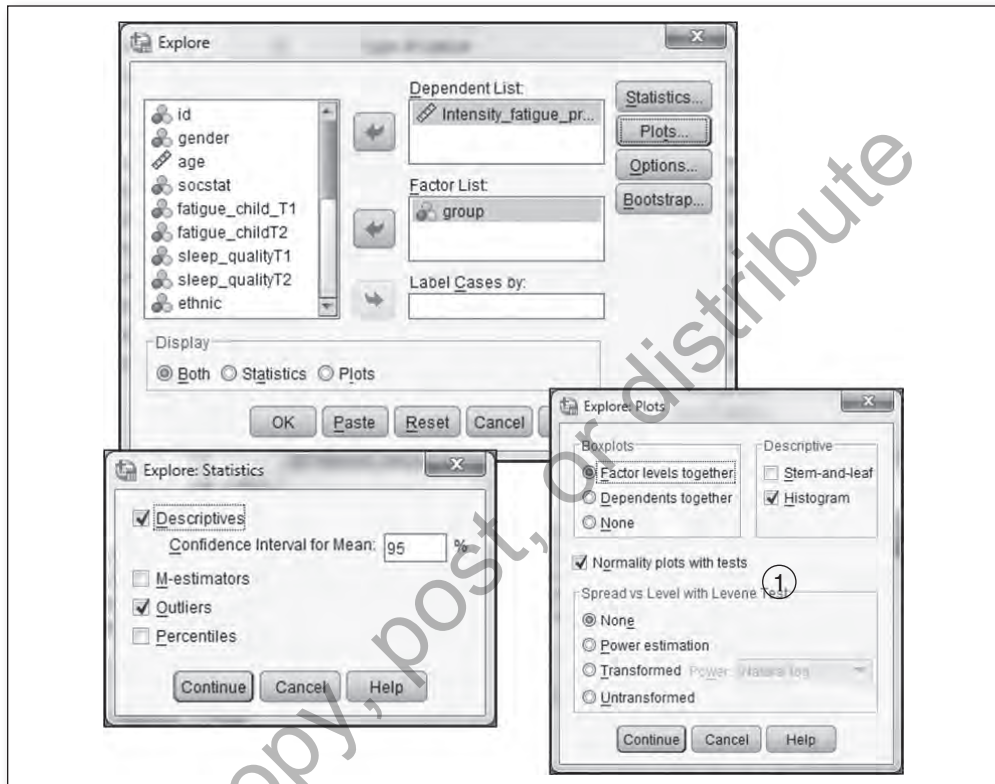 Explore
Dependent List:
Intensity_fatigue_pr...
id
gender
age
socstat
fatigue_child_T1
fatigue_childT2
sleep_qualityT1
sleep_qualityT2
ethnic
Factor List:
group
Label Cases by:
Statistics...
Plots...
Options...
Bootstrap...
Display
Both Statistics Plots
OK Paste Reset Cancel
Explore: Statistics
Descriptives
Confidence Interval for Mean: 95 %
M-estimators
Outliers
Percentiles
Continue Cancel Help
Explore: Plots
Boxplots
Factor levels together
Dependents together
None
Descriptive
Stem-and-leaf
Histogram
Normality plots with tests
1
Spread vs Level with Levene Test
None
Power estimation
Transformed Power: Natural log
Untransformed
Continue Cancel Help
copy, post, or distribute